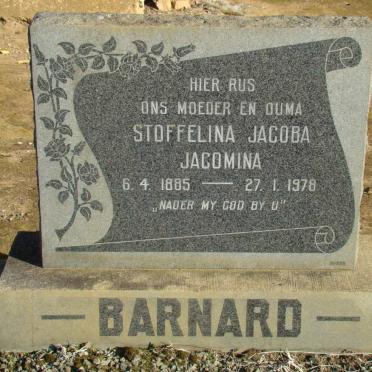 HIER RUS
ONS MOEDER EN OUMA
STOFFELINA JACOBA
JACOMINA
6. 4. 1885 — 27. 1. 1978
„NADER MY GOD BY U"
— BARNARD —